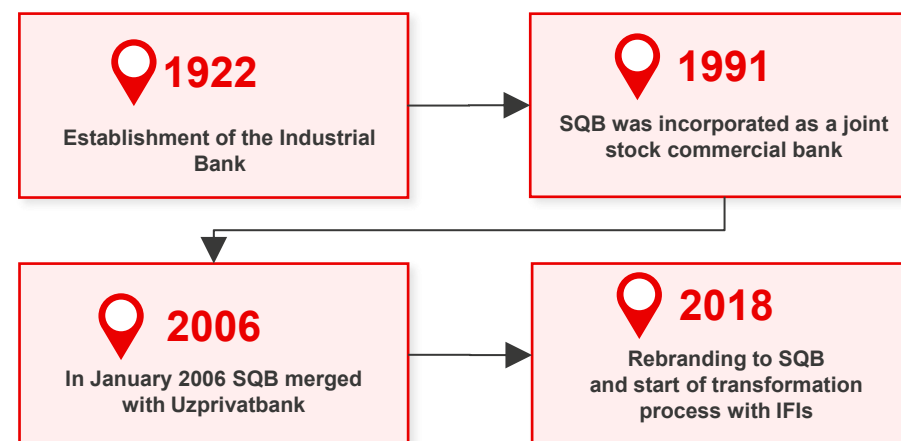 1922
Establishment of the Industrial
Bank
1991
SQB was incorporated as a joint
stock commercial bank
2006
In January 2006 SQB merged
with Uzprivatbank
2018
Rebranding to SQB
and start of transformation
process with IFIs